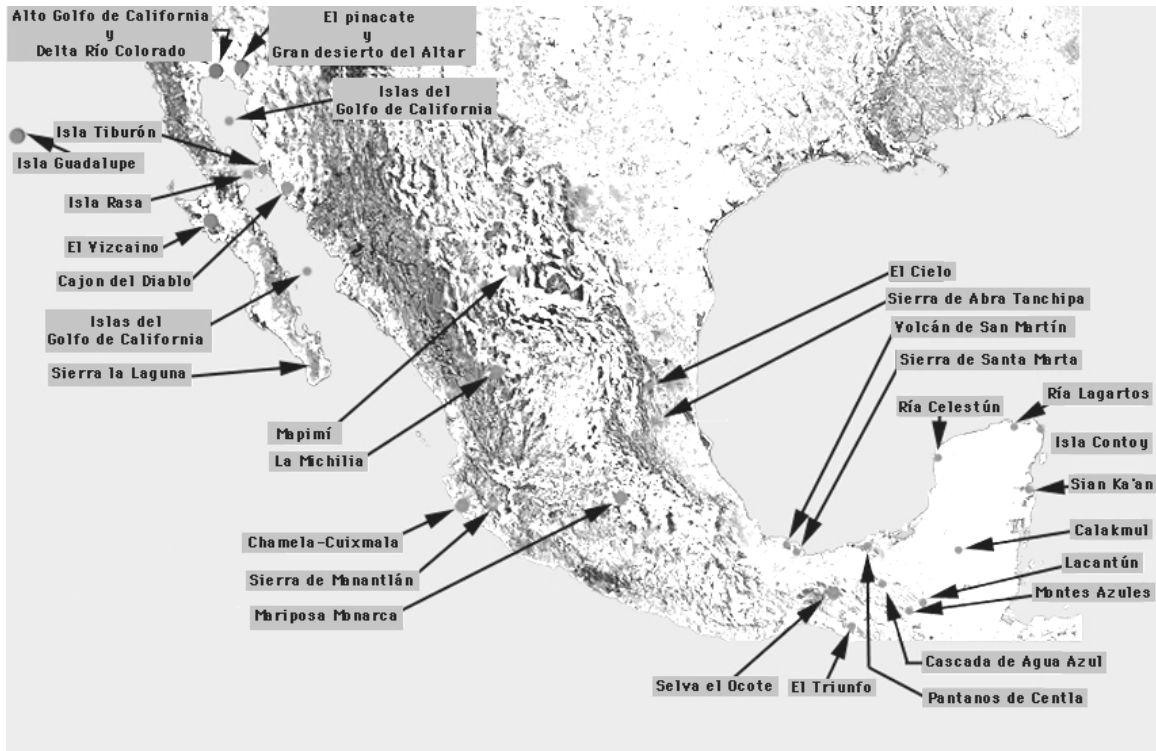 Alto Golfo de California
y
Delta Río Colorado
El pinacate
y
Gran desierto del Altar
Islas del
Golfo de California
Isla Tiburón
Isla Guadalupe
Isla Rasa
El Vizcaino
Cajon del Diablo
Islas del
Golfo de California
Sierra la Laguna
Mapimí
La Michilia
Chamela-Cuixmala
Sierra de Manantlán
Mariposa Monarca
El Cielo
Sierra de Abra Tanchipa
Volcán de San Martín
Sierra de Santa Marta
Ría Celestún
Ría Lagartos
Isla Contoy
Sian Ka'an
Calakmul
Lacantún
Montes Azules
Cascada de Agua Azul
Pantanos de Centla
El Triunfo
Selva el Ocote